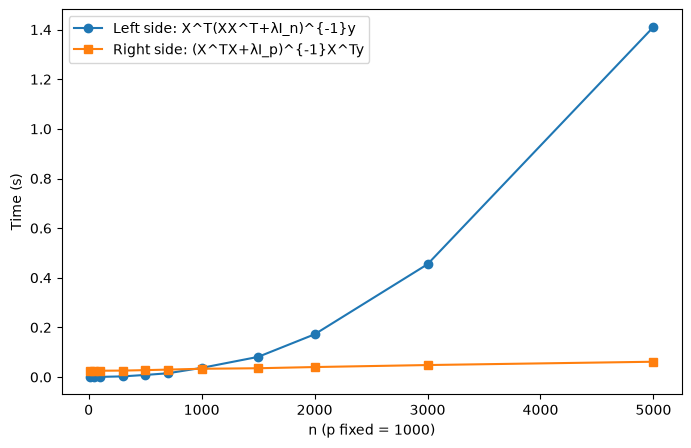 Left side: X^T(XX^T+λI_n)^{-1}y
Right side: (X^TX+λI_p)^{-1}X^Ty
Time (s)
1.4
1.2
1.0
0.8
0.6
0.4
0.2
0.0
0 1000 2000 3000 4000 5000
n (p fixed = 1000)